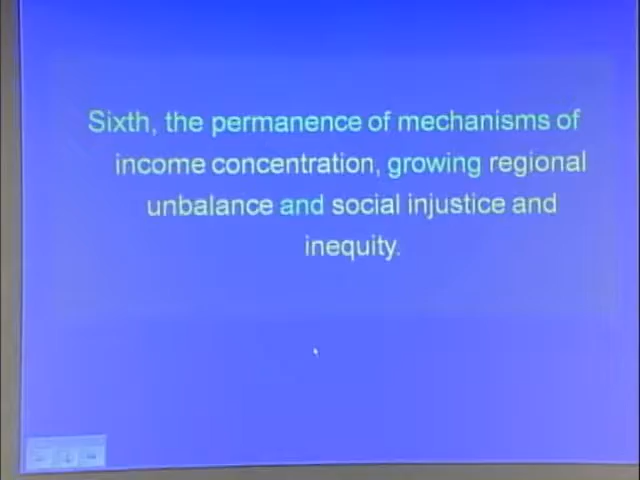 Sixth, the permanence of mechanisms of
income concentration, growing regional
unbalance and social injustice and
inequity.